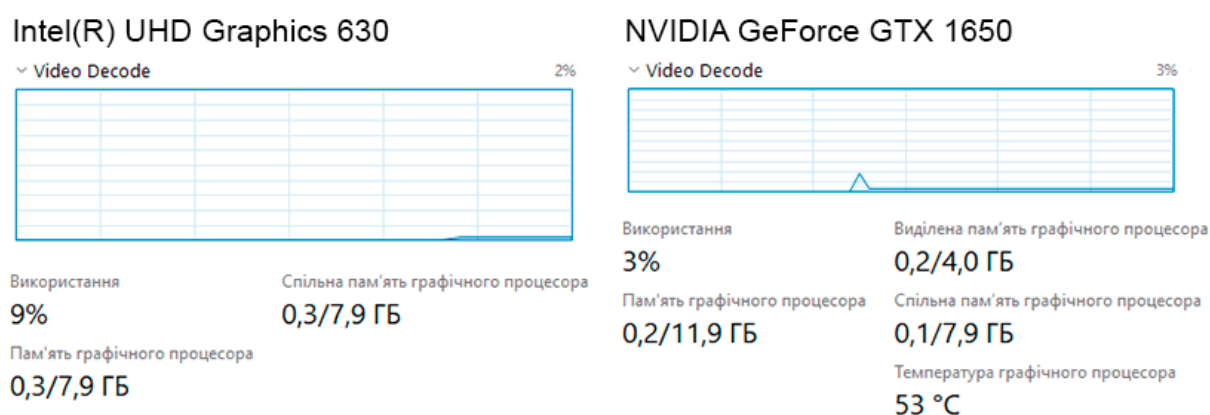 Intel(R) UHD Graphics 630
Video Decode 2%
Використання
9%
Спільна пам'ять графічного процесора
0,3/7,9 ГБ
Пам'ять графічного процесора
0,3/7,9 ГБ
NVIDIA GeForce GTX 1650
Video Decode 3%
Використання
3%
Виділена пам'ять графічного процесора
0,2/4,0 ГБ
Пам'ять графічного процесора
0,2/11,9 ГБ
Спільна пам'ять графічного процесора
0,1/7,9 ГБ
Температура графічного процесора
53 °C